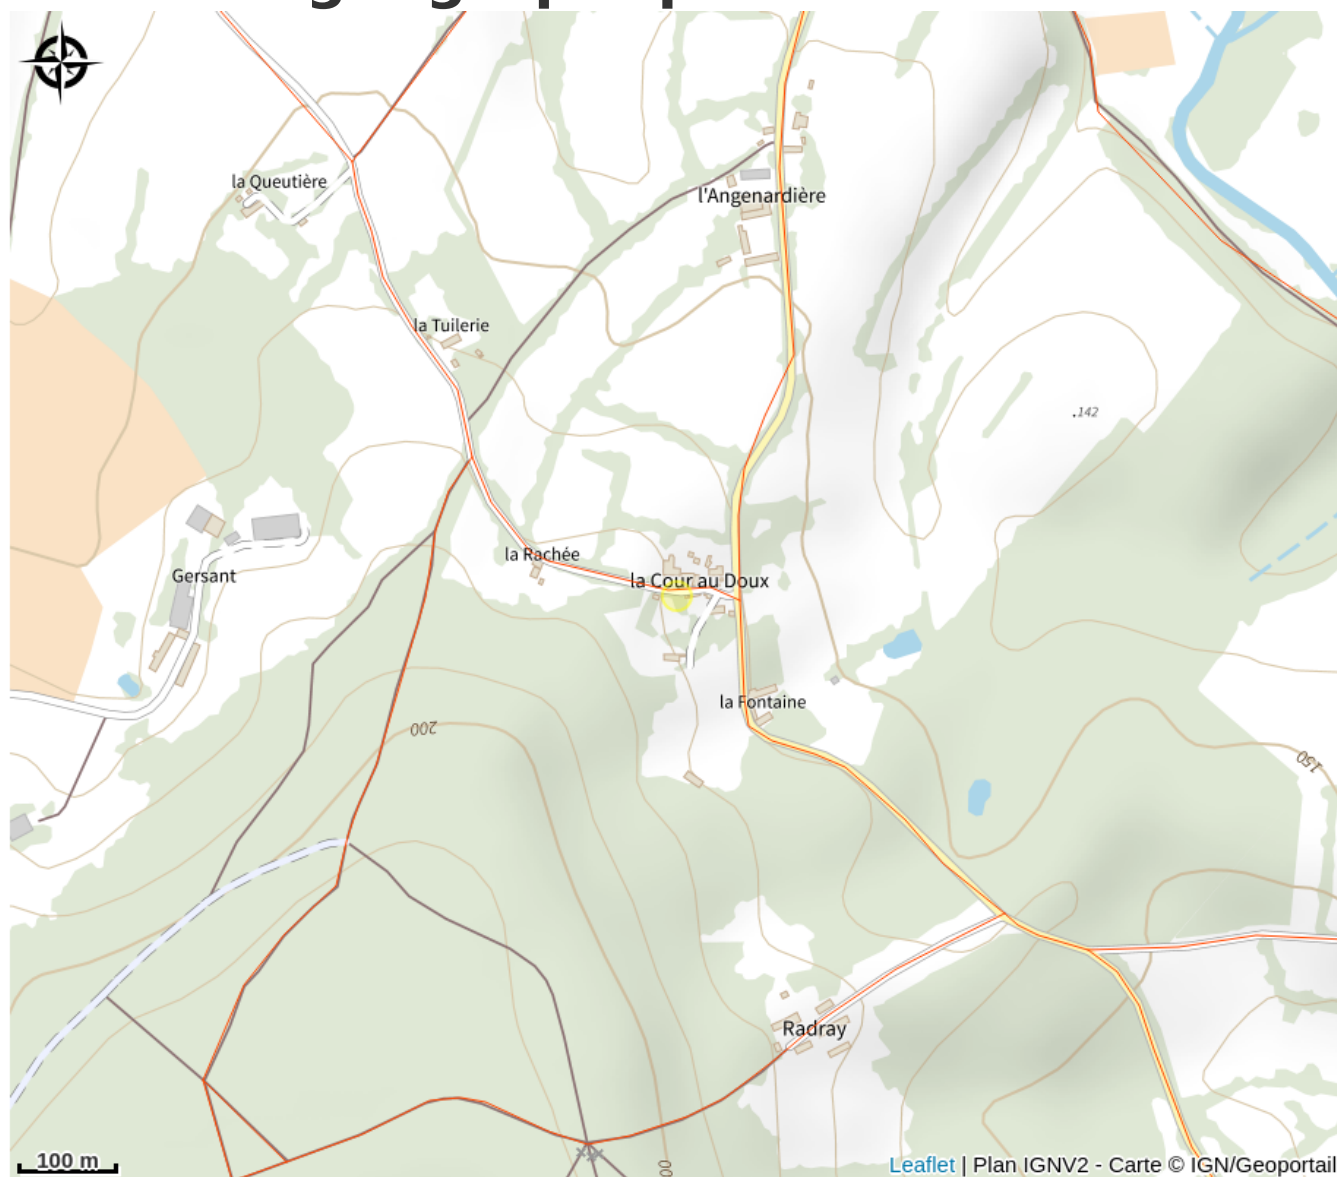 la Queutière
l'Angenardière
la Tuilerie
.142
la Rachée
Gersant
la Cour au Doux
la Fontaine
200
150
Radray
100 m
00
Leaflet | Plan IGNV2 - Carte © IGN/Geoportail